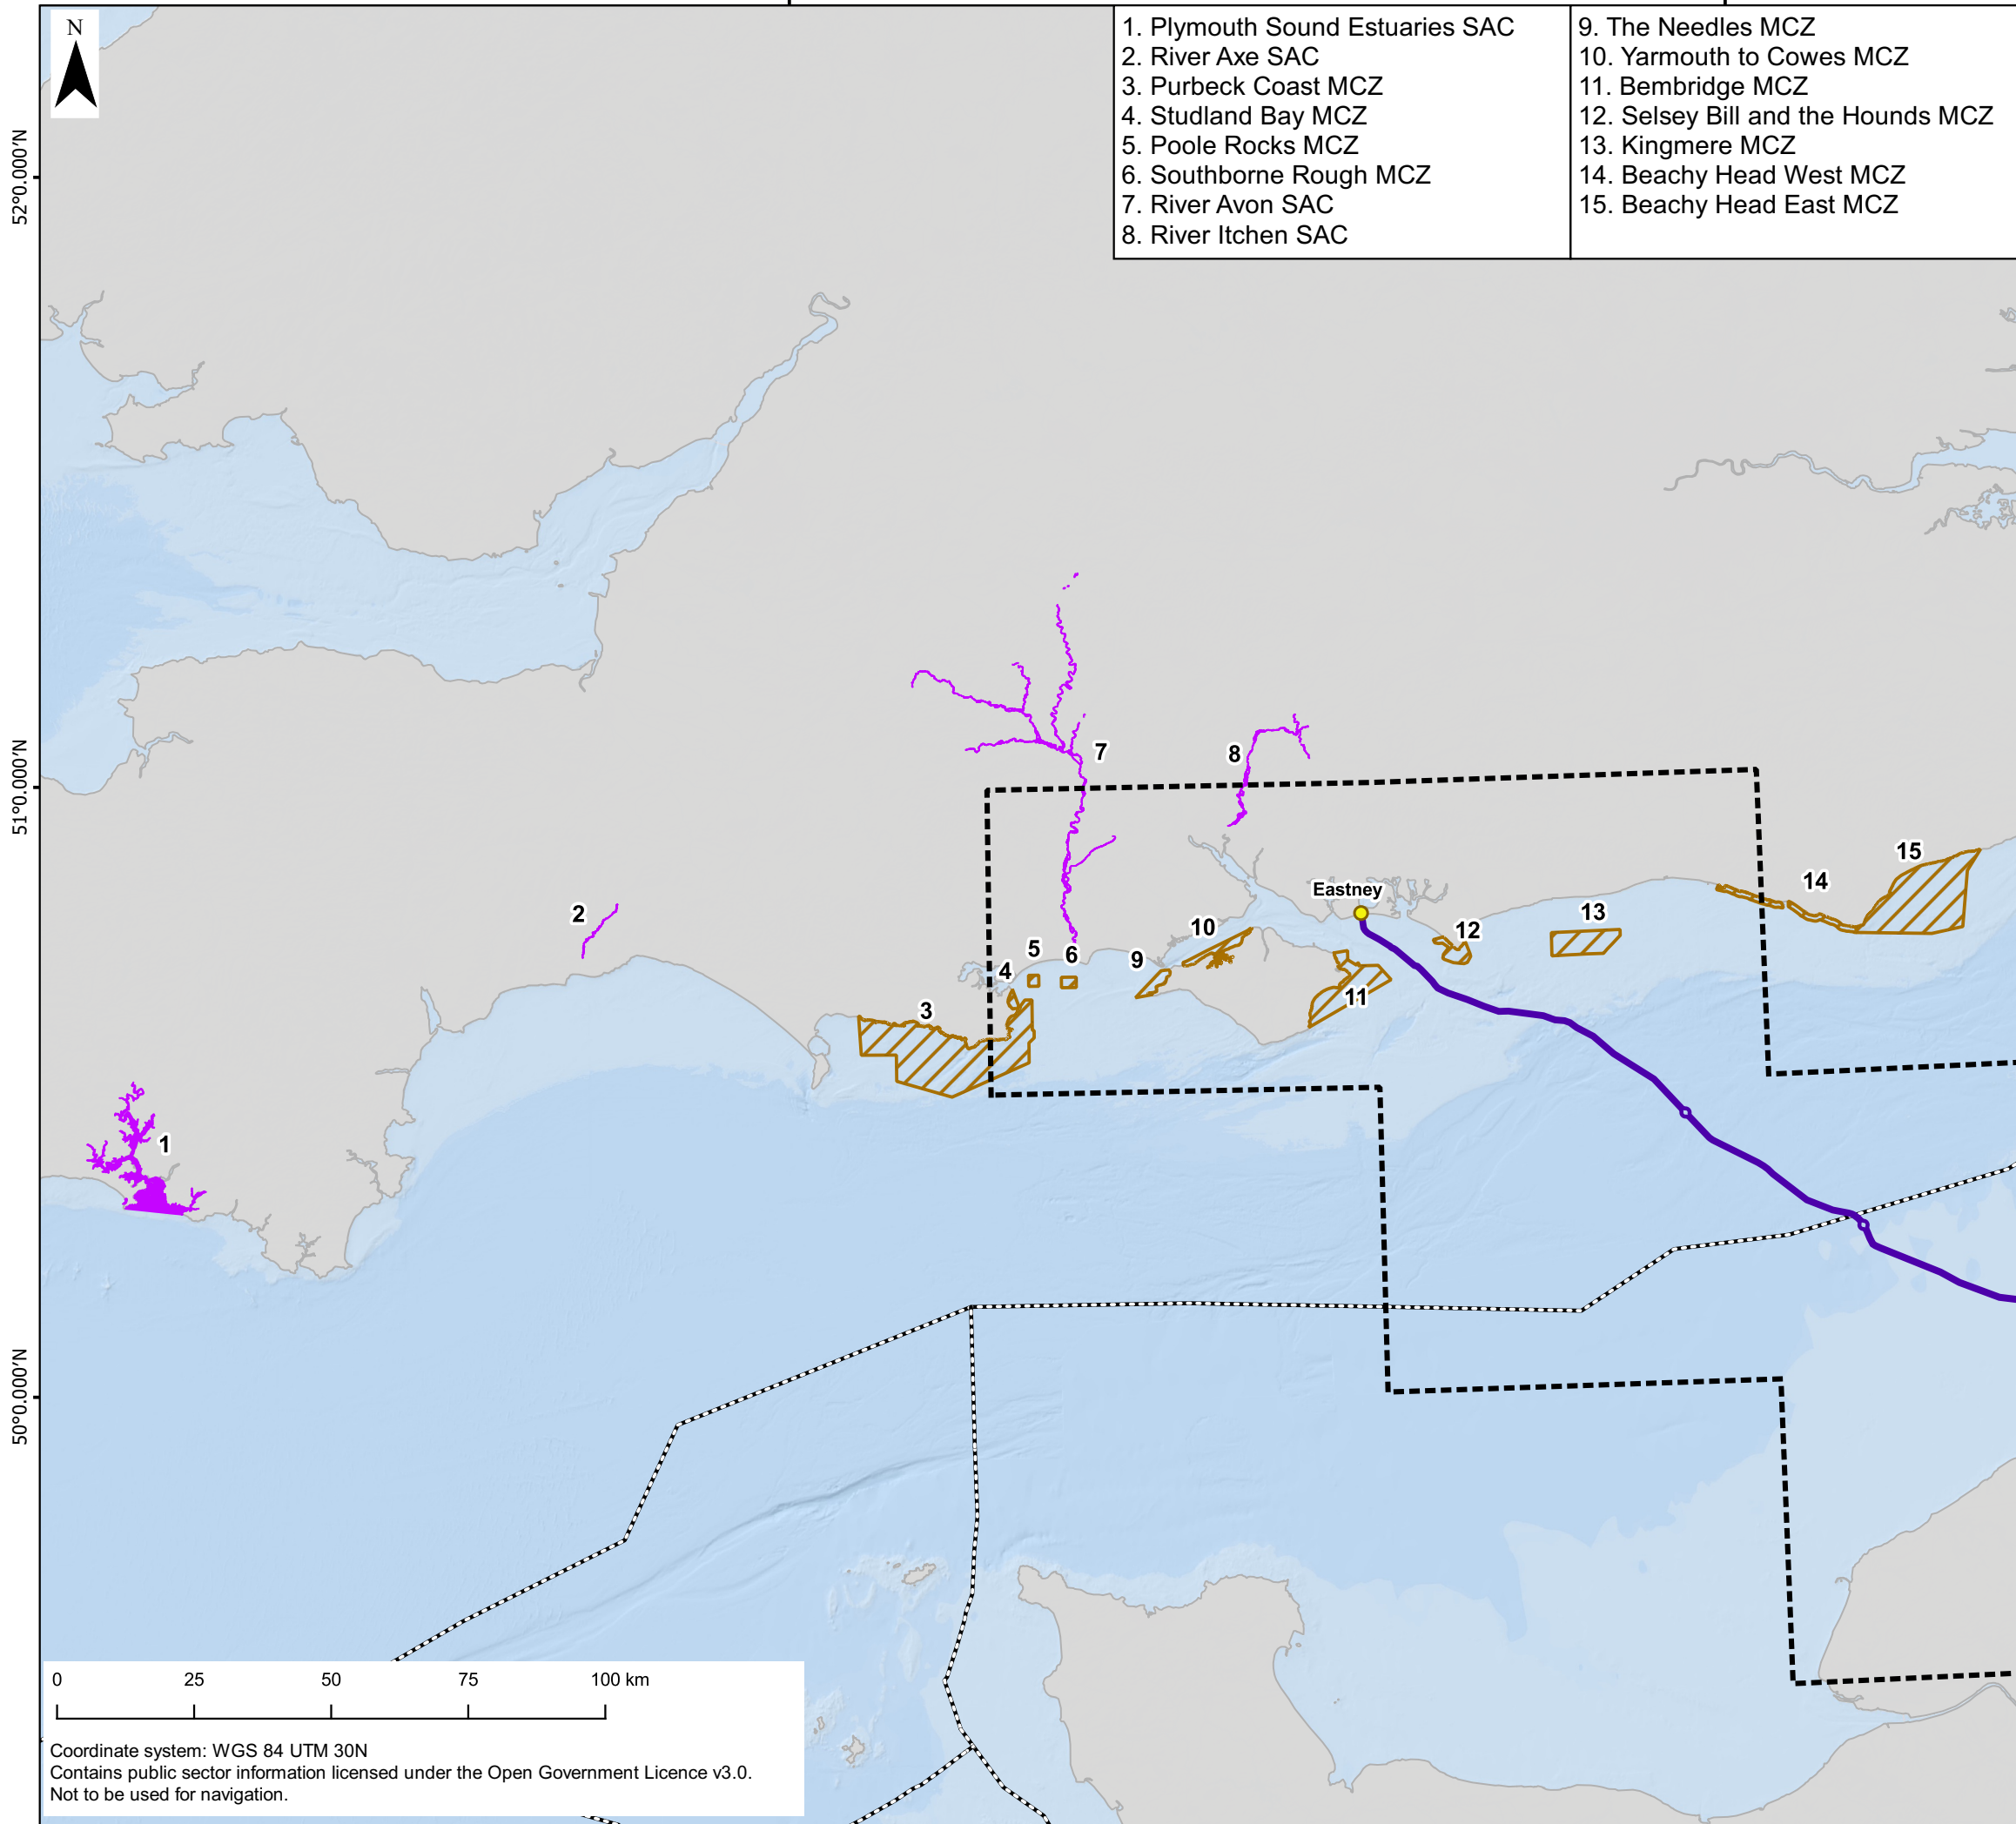 N
1. Plymouth Sound Estuaries SAC
2. River Axe SAC
3. Purbeck Coast MCZ
4. Studland Bay MCZ
5. Poole Rocks MCZ
6. Southborne Rough MCZ
7. River Avon SAC
8. River Itchen SAC
9. The Needles MCZ
10. Yarmouth to Cowes MCZ
11. Bembridge MCZ
12. Selsey Bill and the Hounds MCZ
13. Kingmere MCZ
14. Beachy Head West MCZ
15. Beachy Head East MCZ
52°0.000'N
51°0.000'N
50°0.000'N
7
8
15
14
Eastney
2
13
10
12
5
6
9
4
11
3
1
0 25 50 75 100 km
Coordinate system: WGS 84 UTM 30N
Contains public sector information licensed under the Open Government Licence v3.0.
Not to be used for navigation.